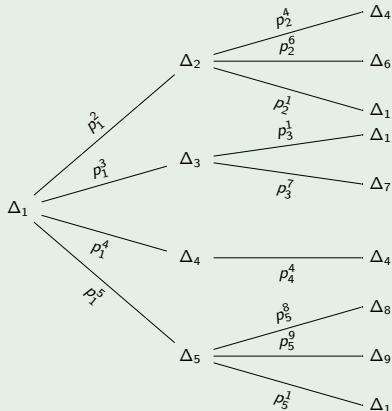 Δ₁
p₁²
p₁³
p₁⁴
p₁⁵
Δ₂
Δ₃
Δ₄
Δ₅
p₂⁴
p₂⁶
p₂¹
p₃¹
p₃⁷
p₄⁴
p₅⁸
p₅⁹
p₅¹
Δ₄
Δ₆
Δ₁
Δ₁
Δ₇
Δ₄
Δ₈
Δ₉
Δ₁